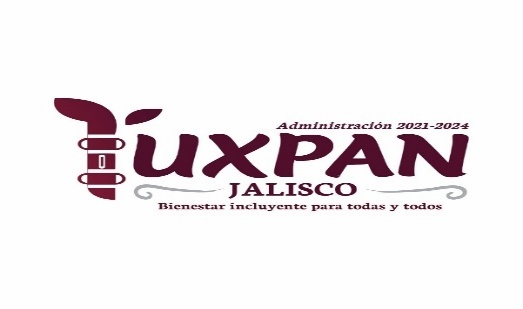 Administración 2021-2024
TUXPAN
JALISCO
Bienestar incluyente para todas y todos